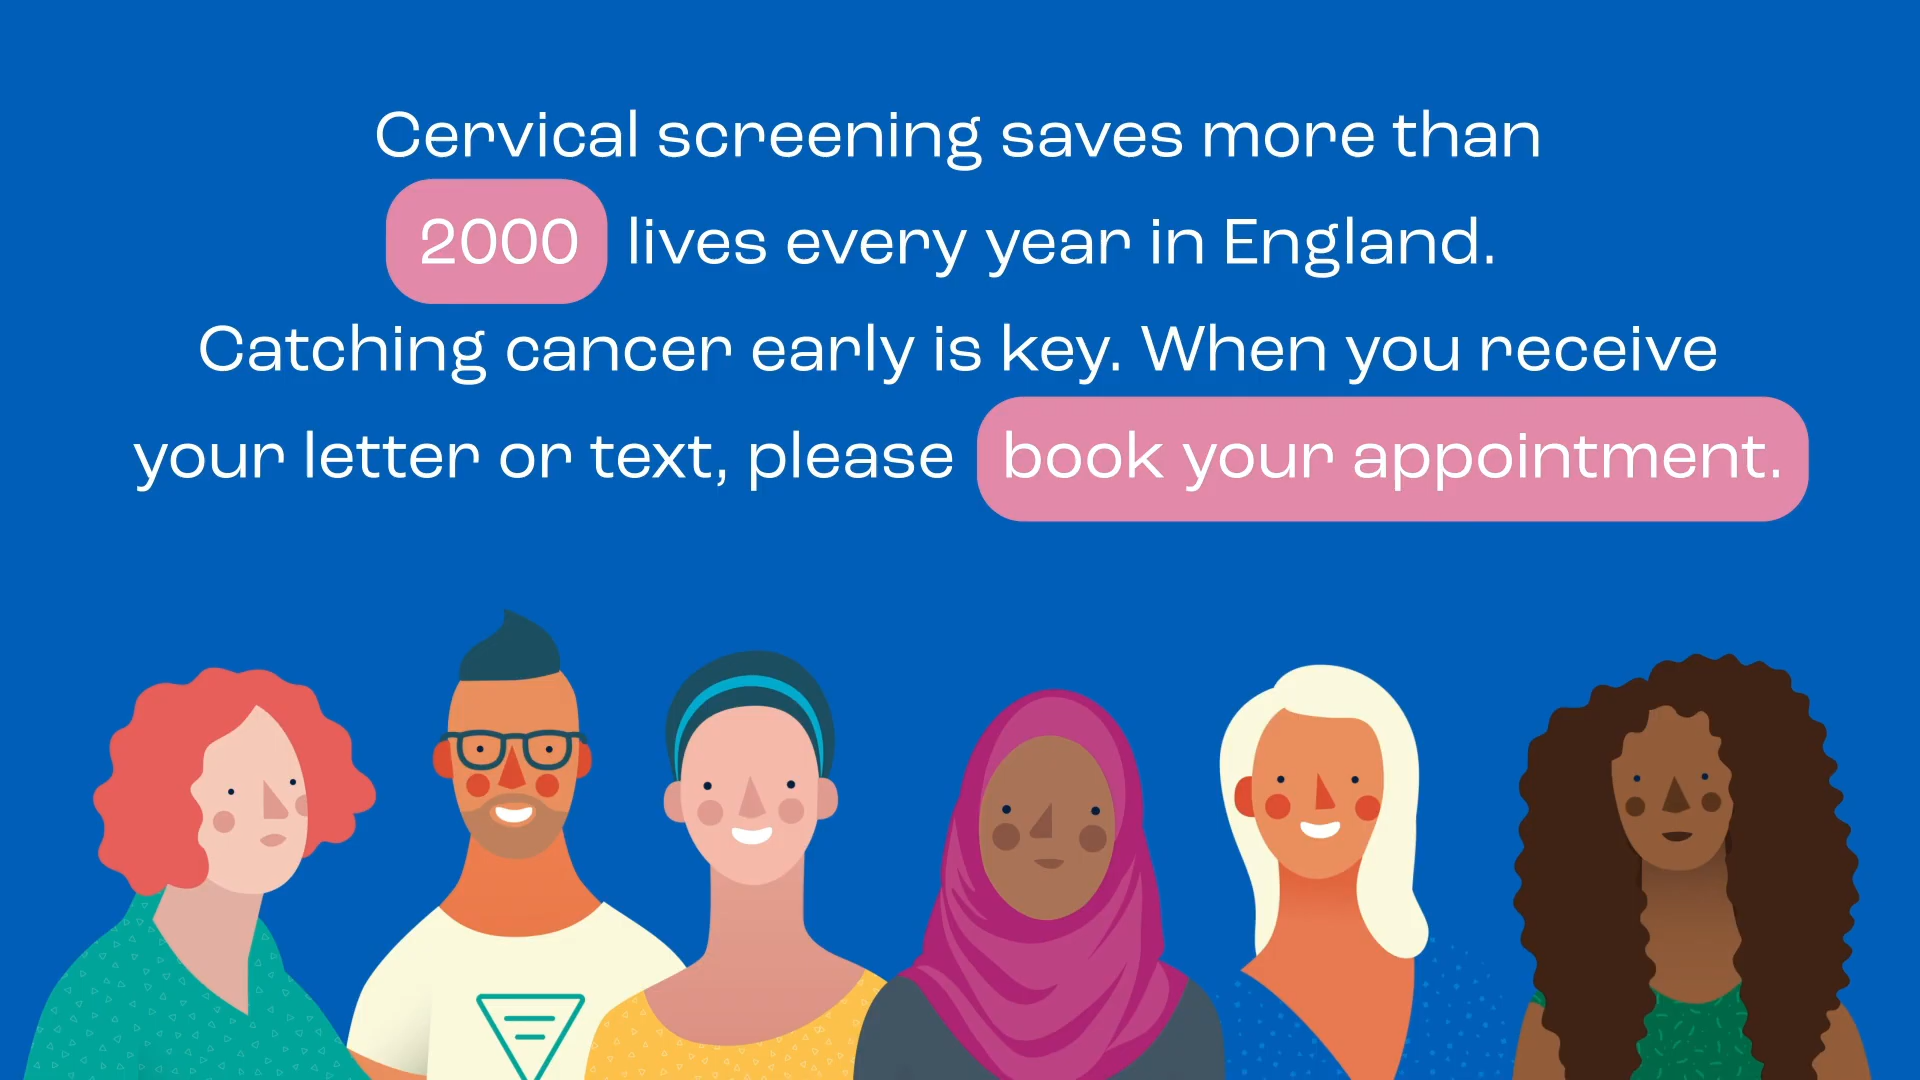 Cervical screening saves more than
2000 lives every year in England.
Catching cancer early is key. When you receive
your letter or text, please book your appointment.